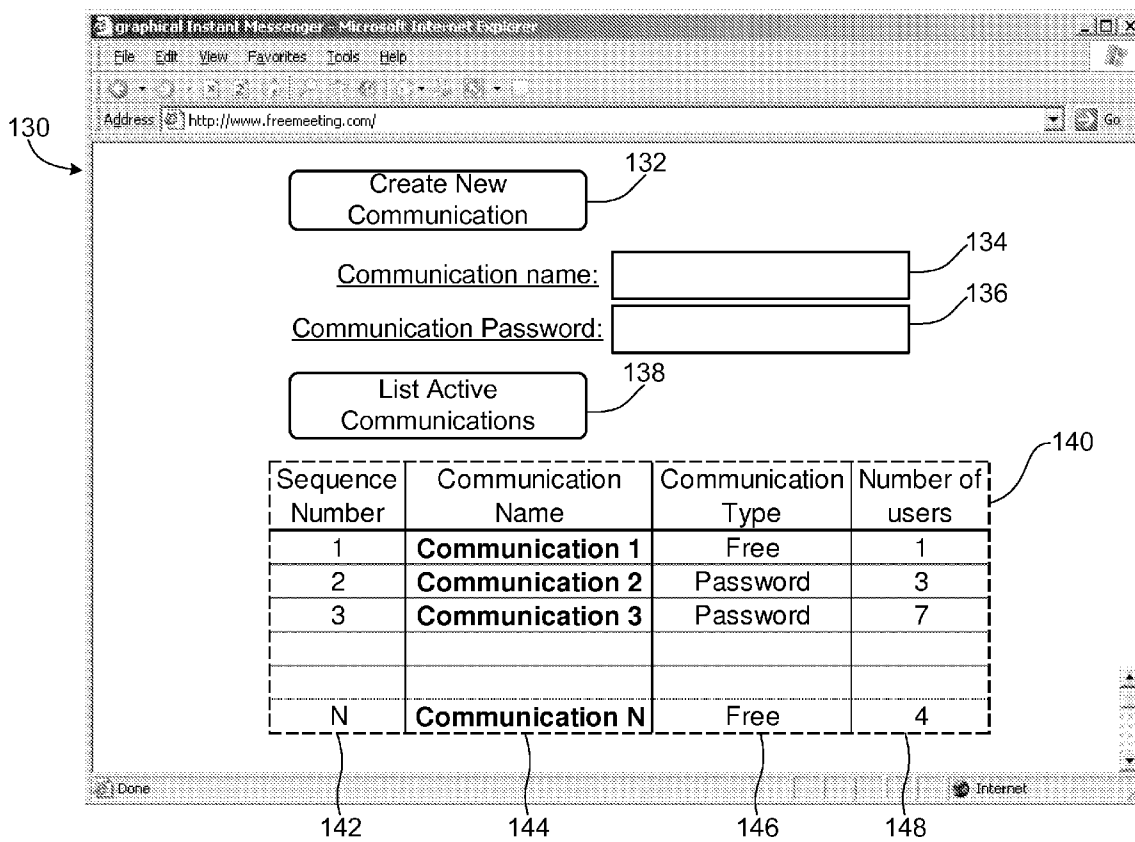 graphical Instant Messenger - Microsoft Internet Explorer
File Edit View Favorites Tools Help
Address http://www.freemeeting.com/ Go
130
Create New
Communication
132
Communication name:
134
Communication Password:
136
List Active
Communications
138
140
Sequence Number Communication Name Communication Type Number of users
1 Communication 1 Free 1
2 Communication 2 Password 3
3 Communication 3 Password 7
N Communication N Free 4
Done Internet
142 144 146 148